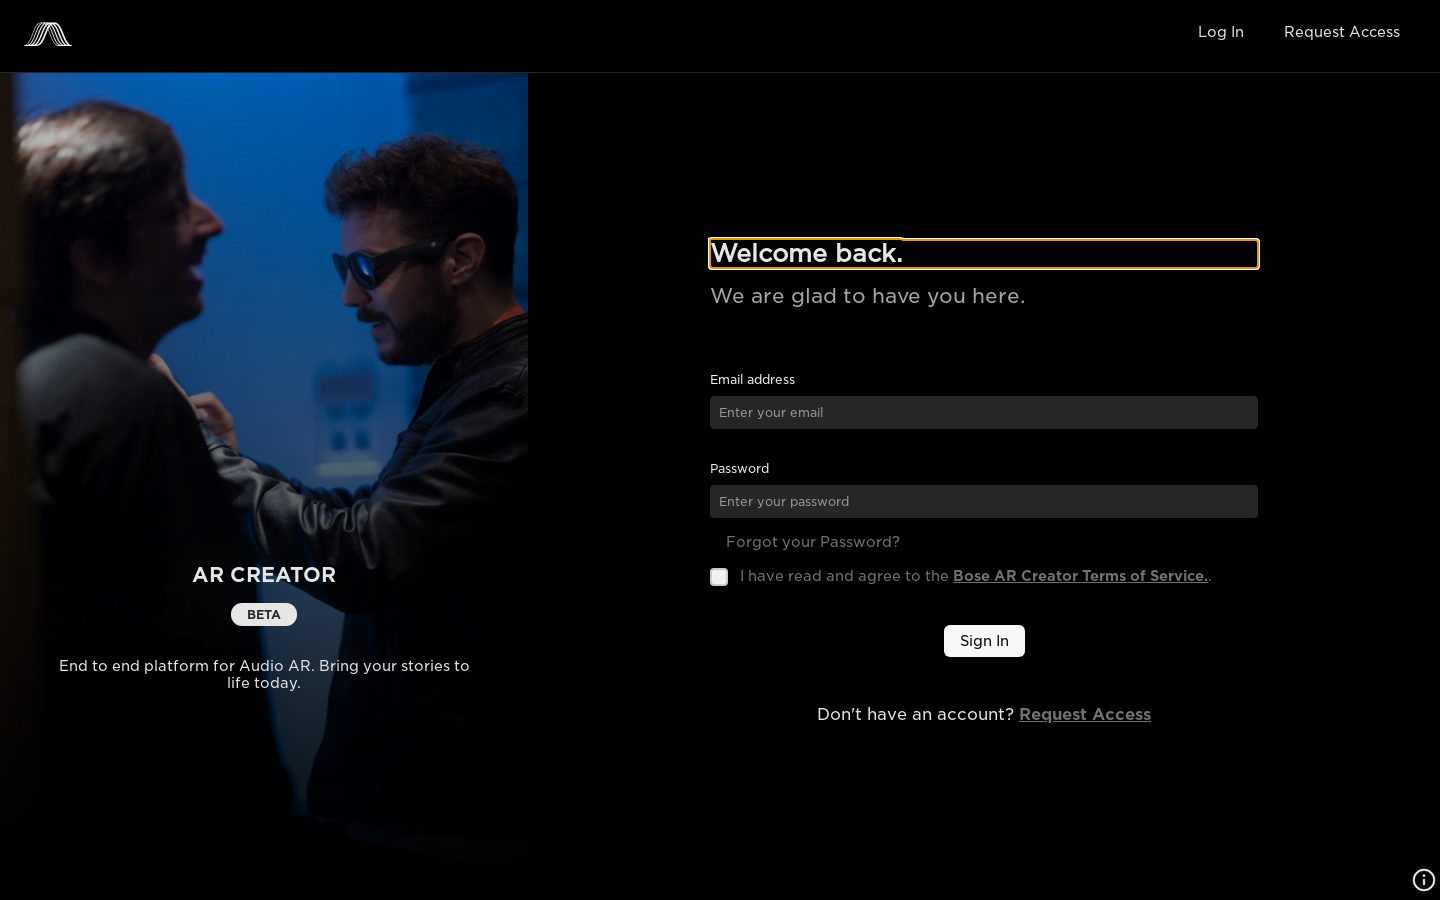 Log In
Request Access
Welcome back.
We are glad to have you here.
Email address
Enter your email
Password
Enter your password
Forgot your Password?
I have read and agree to the Bose AR Creator Terms of Service..
Sign In
Don't have an account? Request Access
AR CREATOR
BETA
End to end platform for Audio AR. Bring your stories to
life today.